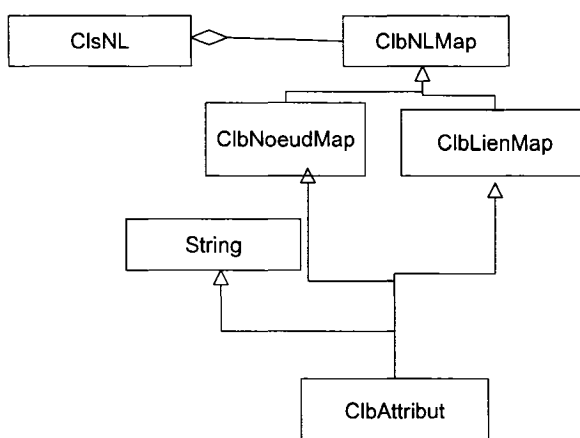 ClsNL
ClbNLMap
ClbNoeudMap
ClbLienMap
String
ClbAttribut